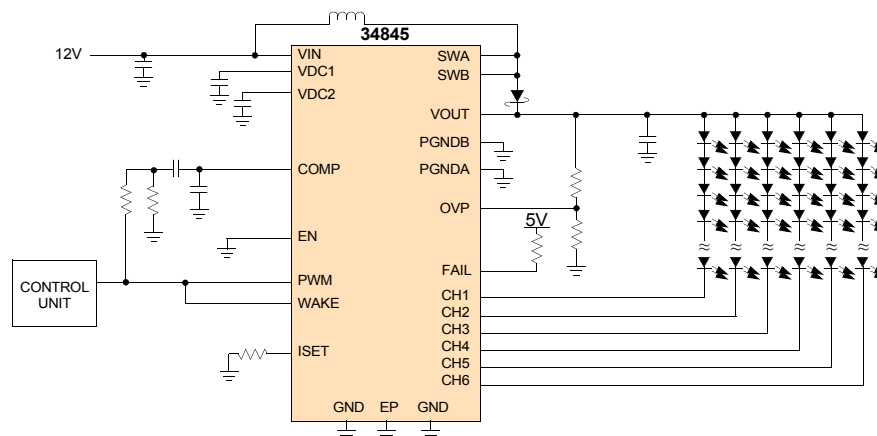 34845
12V
VIN
VDC1
VDC2
COMP
EN
PWM
WAKE
ISET
SWA
SWB
VOUT
PGNDB
PGNDA
OVP
5V
FAIL
CH1
CH2
CH3
CH4
CH5
CH6
CONTROL
UNIT
GND EP GND